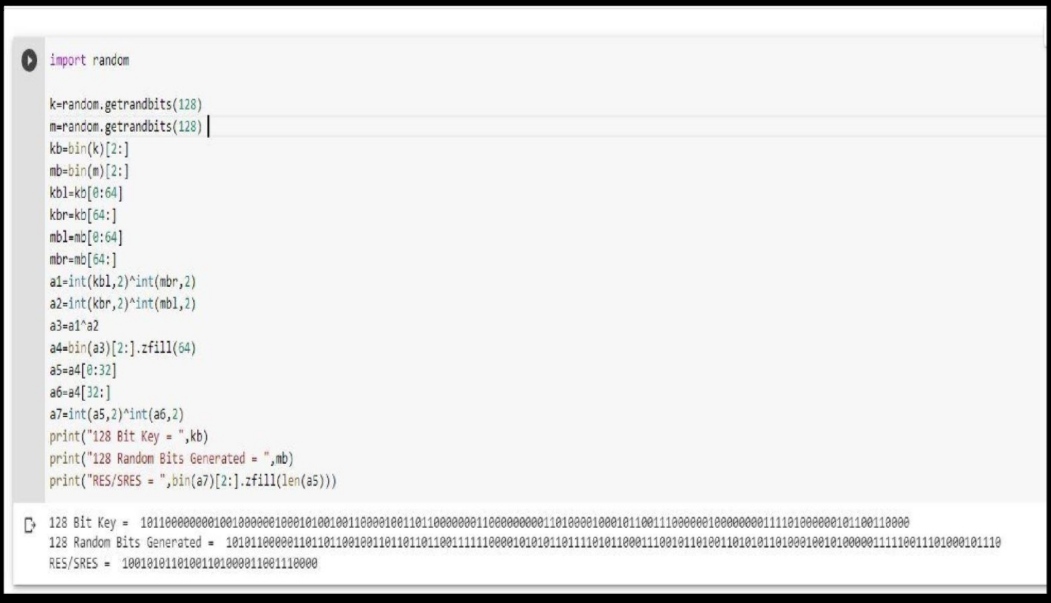 import random
k=random.getrandbits(128)
m=random.getrandbits(128)
kb=bin(k)[2:]
mb=bin(m)[2:]
kbl=kb[0:64]
kbr=kb[64:]
mbl=mb[0:64]
mbr=mb[64:]
a1=int(kbl,2)^int(mbr,2)
a2=int(kbr,2)^int(mbl,2)
a3=a1^a2
a4=bin(a3)[2:].zfill(64)
a5=a4[0:32]
a6=a4[32:]
a7=int(a5,2)^int(a6,2)
print("128 Bit Key = ",kb)
print("128 Random Bits Generated = ",mb)
print("RES/SRES = ",bin(a7)[2:].zfill(len(a5)))
128 Bit Key =
128 Random Bits Generated =
RES/SRES = 10010101101001101000011001110000